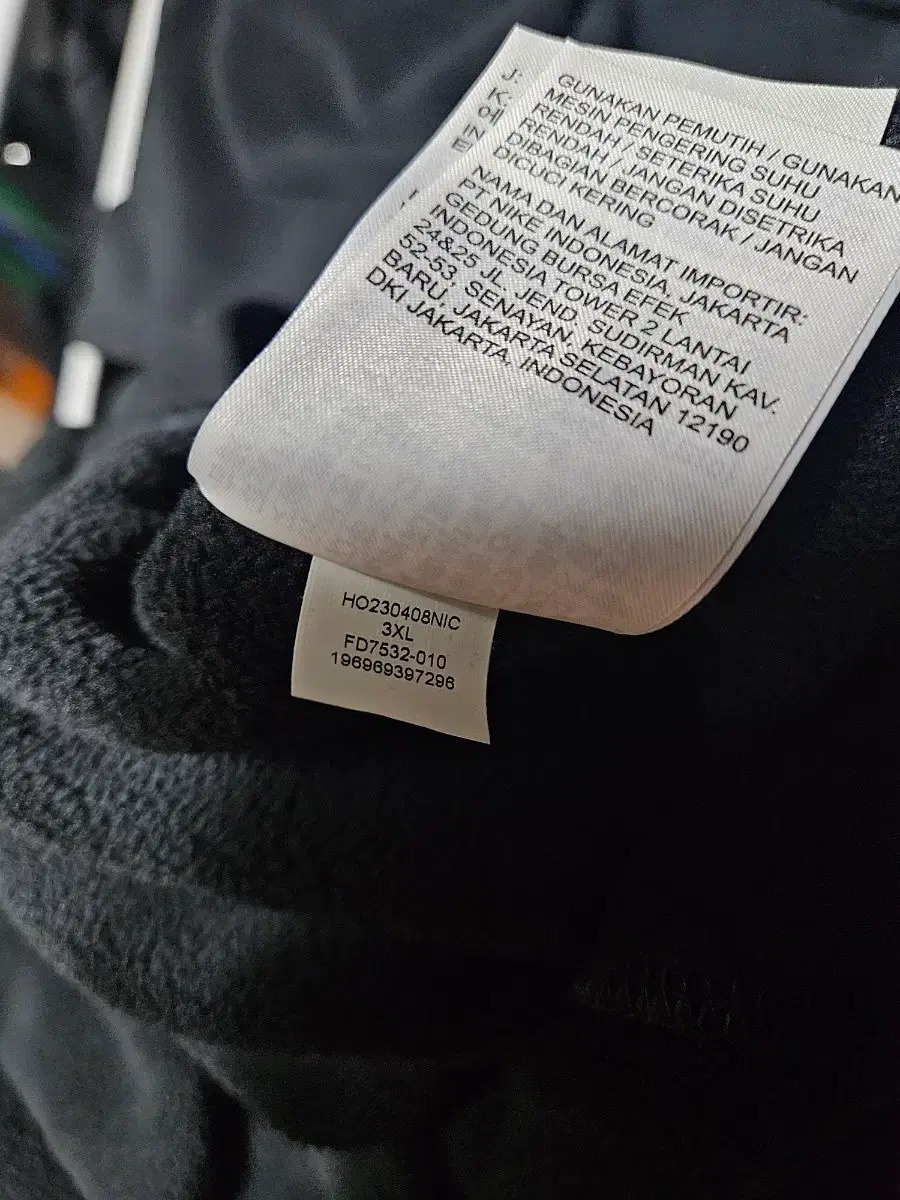 GUNAKAN PEMUTIH / GUNAKAN
MESIN PENGERING SUHU
RENDAH / SETERIKA SUHU
RENDAH / JANGAN DISETRIKA
DIBAGIAN BERCORAK / JANGAN
DICUCI KERING
NAMA DAN ALAMAT IMPORTIR:
PT NIKE INDONESIA, JAKARTA
GEDUNG BURSA EFEK
INDONESIA TOWER 2 LANTAI
24&25 JL. JEND. SUDIRMAN KAV.
52-53, SENAYAN, KEBAYORAN
BARU, JAKARTA SELATAN 12190
DKI JAKARTA, INDONESIA
J:
K:
에
IN
HO230408NIC
3XL
FD7532-010
196969397296